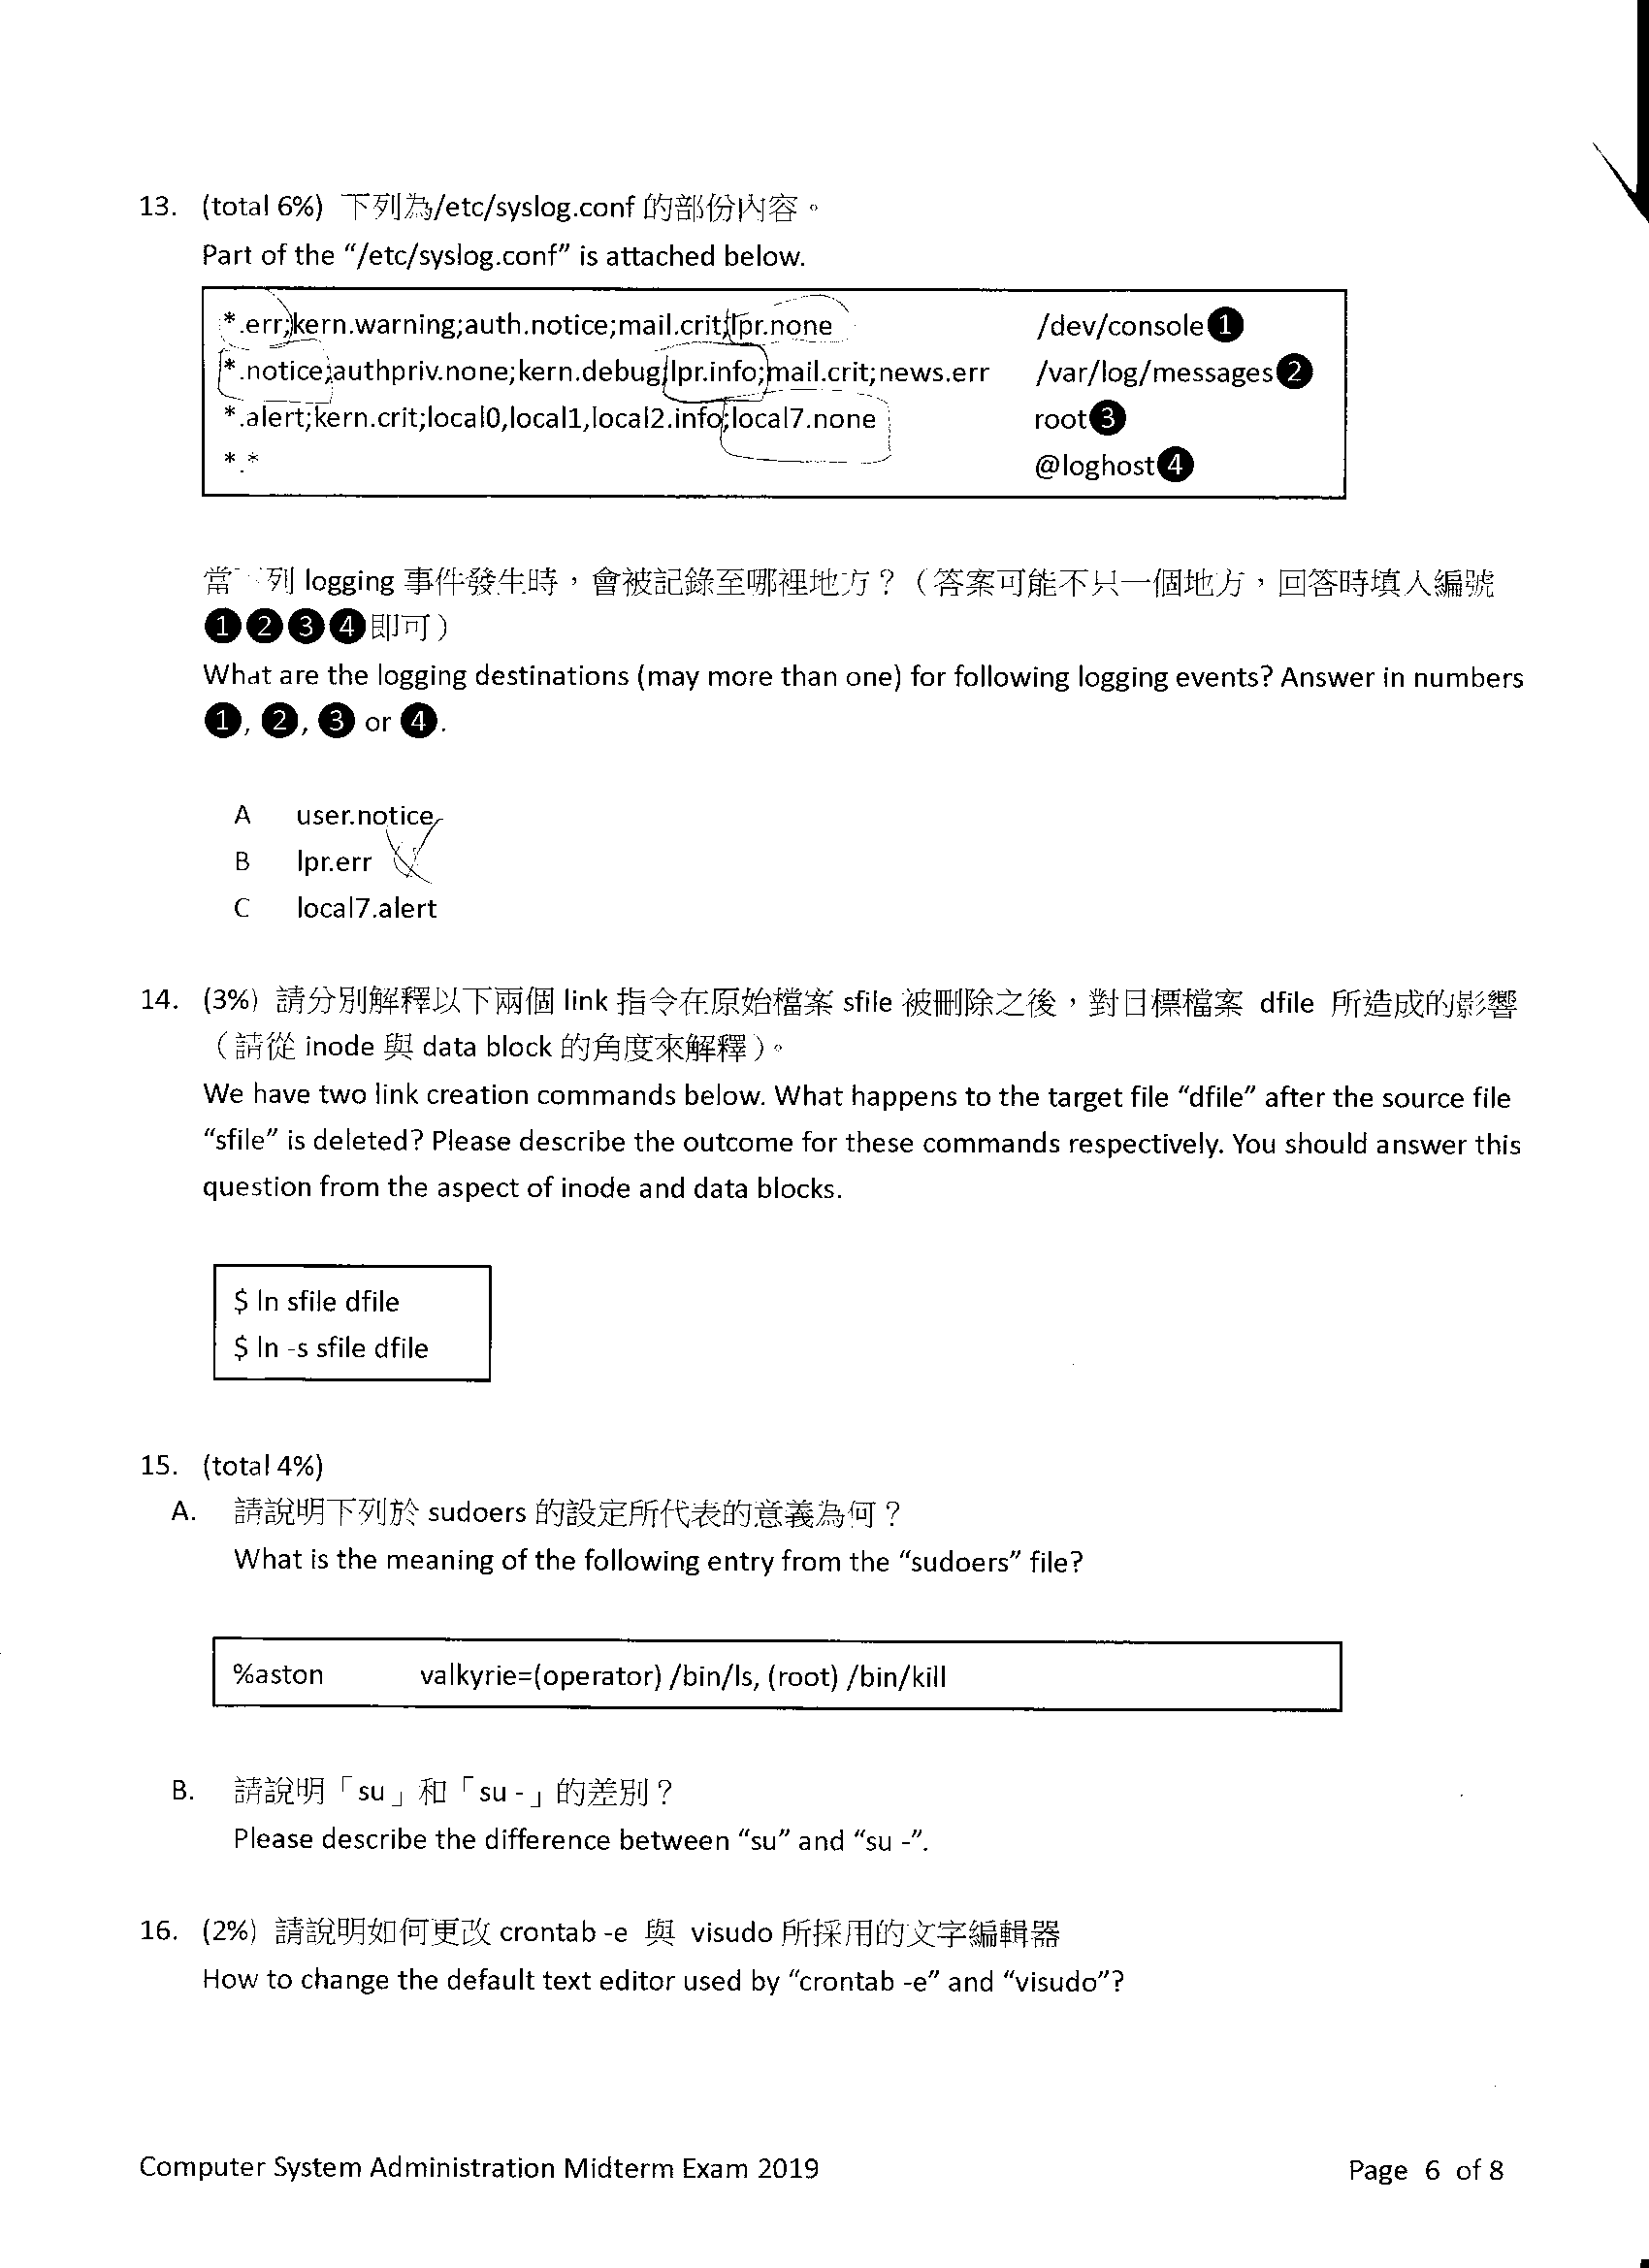 13. (total 6%) 下列為/etc/syslog.conf 的部份內容。
Part of the “/etc/syslog.conf” is attached below.
*.err;kern.warning;auth.notice;mail.crit;lpr.none /dev/console❶
*.notice;authpriv.none;kern.debug;lpr.info;mail.crit;news.err /var/log/messages❷
*.alert;kern.crit;local0,local1,local2.info;local7.none root❸
*.* @loghost❹
當 列 logging 事件發生時，會被記錄至哪裡地方？（答案可能不只一個地方，回答時填入編號
❶❷❸❹即可）
What are the logging destinations (may more than one) for following logging events? Answer in numbers
❶, ❷, ❸ or ❹.
A user.notice
B lpr.err
C local7.alert
14. (3%) 請分別解釋以下兩個 link 指令在原始檔案 sfile 被刪除之後，對目標檔案 dfile 所造成的影響
（請從 inode 與 data block 的角度來解釋）。
We have two link creation commands below. What happens to the target file “dfile” after the source file
“sfile” is deleted? Please describe the outcome for these commands respectively. You should answer this
question from the aspect of inode and data blocks.
$ ln sfile dfile
$ ln -s sfile dfile
15. (total 4%)
A. 請說明下列於 sudoers 的設定所代表的意義為何？
What is the meaning of the following entry from the “sudoers” file?
%aston valkyrie=(operator) /bin/ls, (root) /bin/kill
B. 請說明「su」和「su -」的差別？
Please describe the difference between “su” and “su -”.
16. (2%) 請說明如何更改 crontab -e 與 visudo 所採用的文字編輯器
How to change the default text editor used by “crontab -e” and “visudo”?
Computer System Administration Midterm Exam 2019 Page 6 of 8